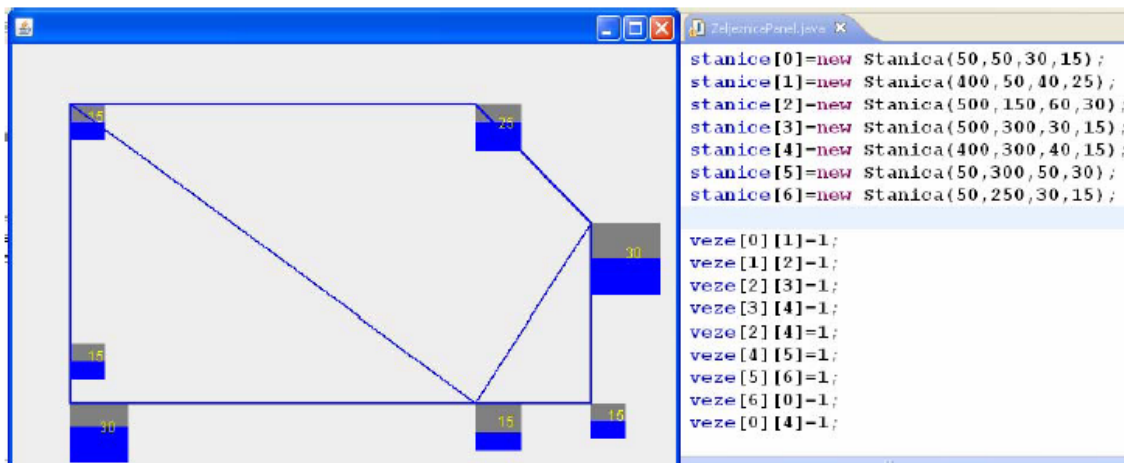 ZeljeznicaPanel.java
stanice[0]=new Stanica(50,50,30,15);
stanice[1]=new Stanica(400,50,40,25);
stanice[2]=new Stanica(500,150,60,30);
stanice[3]=new Stanica(500,300,30,15);
stanice[4]=new Stanica(400,300,40,15);
stanice[5]=new Stanica(50,300,50,30);
stanice[6]=new Stanica(50,250,30,15);
veze[0][1]=1;
veze[1][2]=1;
veze[2][3]=1;
veze[3][4]=1;
veze[2][4]=1;
veze[4][5]=1;
veze[5][6]=1;
veze[6][0]=1;
veze[0][4]=1;
15
25
30
15
30
15
15